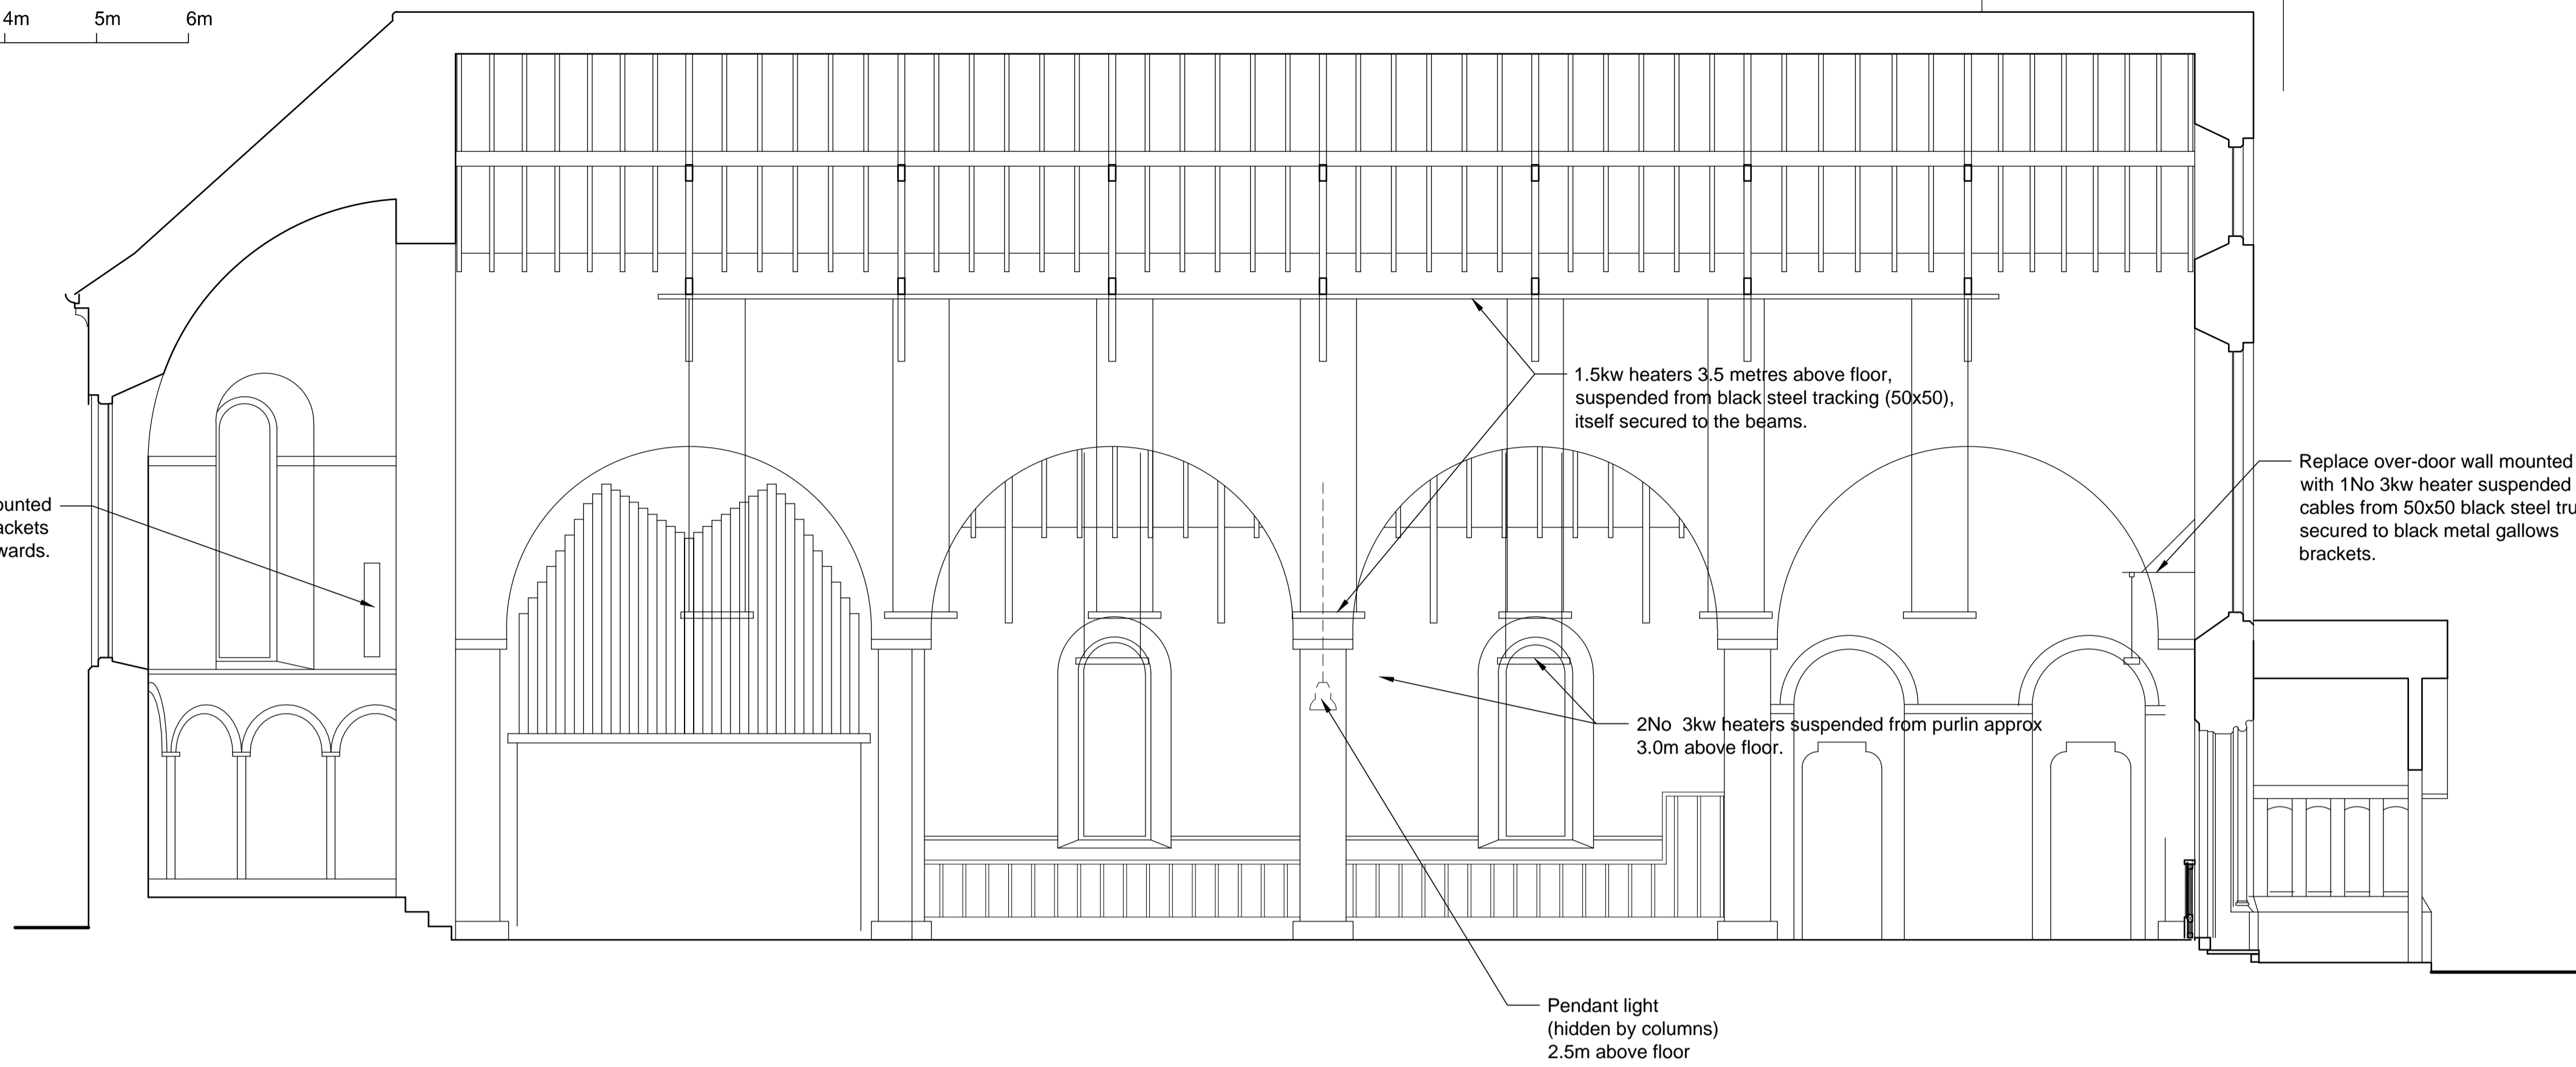 4m 5m 6m
1.5kw heaters 3.5 metres above floor,
suspended from black steel tracking (50x50),
itself secured to the beams.
Replace over-door wall mounted
with 1No 3kw heater suspended
cables from 50x50 black steel tru
secured to black metal gallows
brackets.
ounted
ackets
wards.
2No 3kw heaters suspended from purlin approx
3.0m above floor.
Pendant light
(hidden by columns)
2.5m above floor